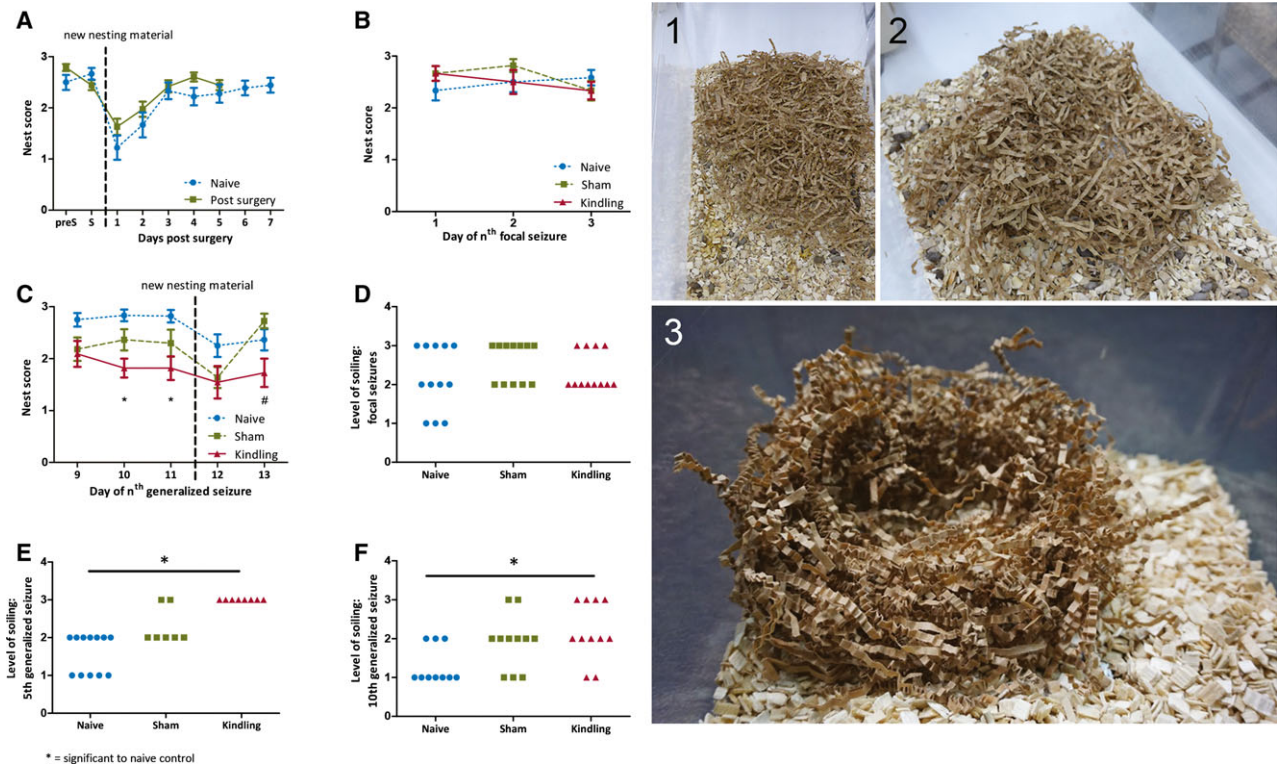 A
new nesting material
3
2
1
0
Nest score
Naive
Post surgery
preS S 1 2 3 4 5 6 7
Days post surgery
B
3
2
1
0
Nest score
Naive
Sham
Kindling
1 2 3
Day of nth focal seizure
C
new nesting material
3
2
1
0
Nest score
* * #
Naive
Sham
Kindling
9 10 11 12 13
Day of nth generalized seizure
D
4
3
2
1
0
Level of soiling:
focal seizures
Naive Sham Kindling
E
*
4
3
2
1
0
Level of soiling:
5th generalized seizure
Naive Sham Kindling
F
*
4
3
2
1
0
Level of soiling:
10th generalized seizure
Naive Sham Kindling
* = significant to naive control
1
2
3